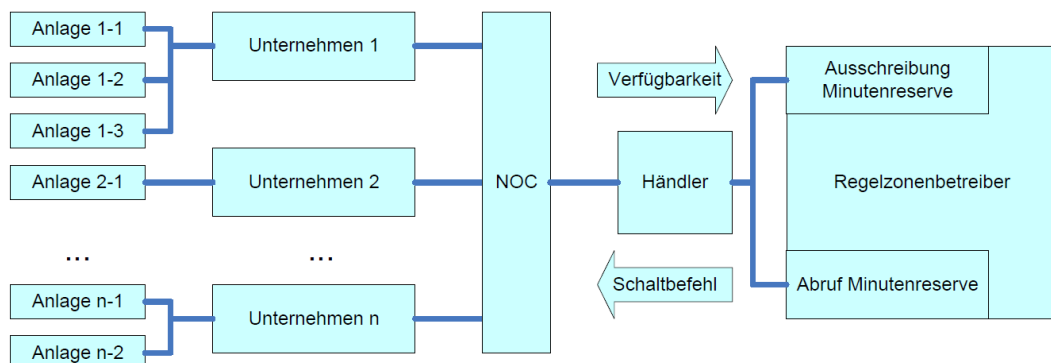 Anlage 1-1
Anlage 1-2
Anlage 1-3
Anlage 2-1
...
Anlage n-1
Anlage n-2
Unternehmen 1
Unternehmen 2
...
Unternehmen n
NOC
Verfügbarkeit
Händler
Schaltbefehl
Ausschreibung
Minutenreserve
Regelzonenbetreiber
Abruf Minutenreserve